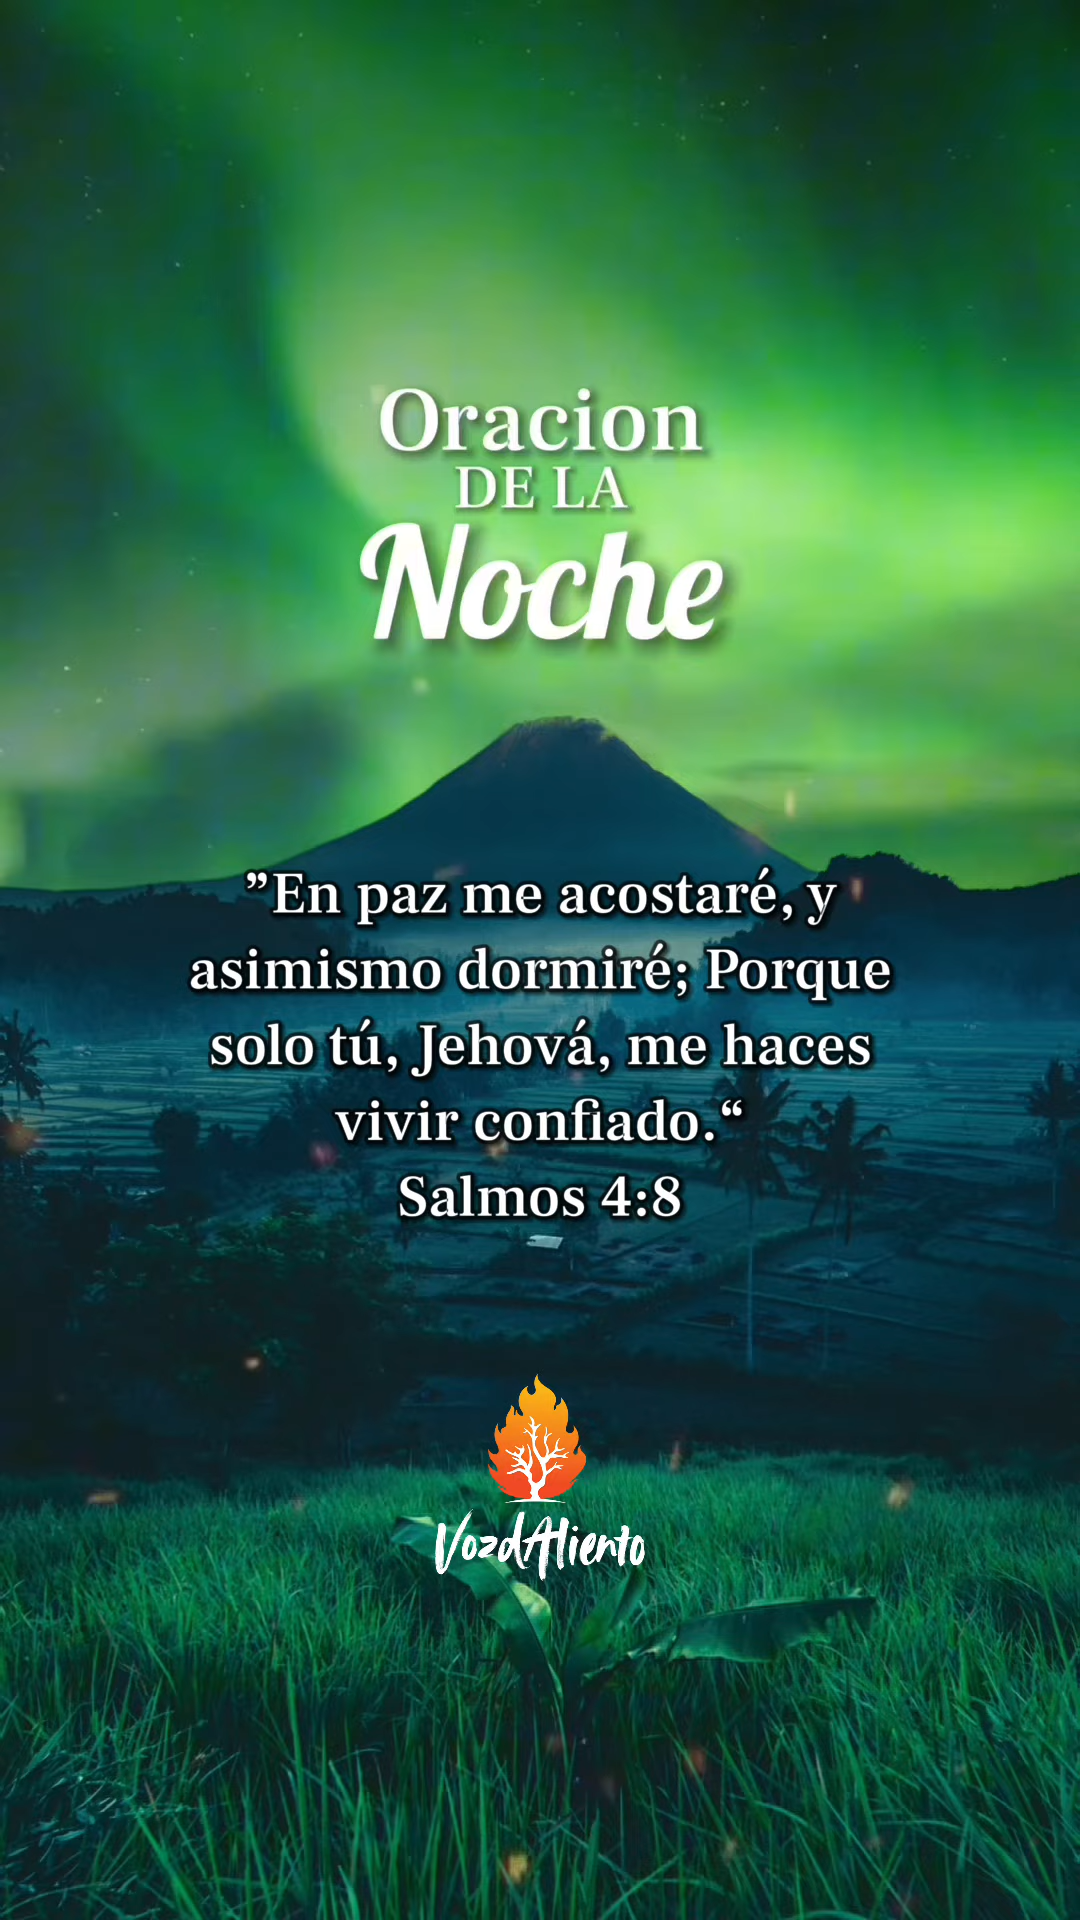 Oracion
DE LA
Noche
”En paz me acostaré, y
asimismo dormiré; Porque
solo tú, Jehová, me haces
vivir confiado.“
Salmos 4:8
VozdAliento